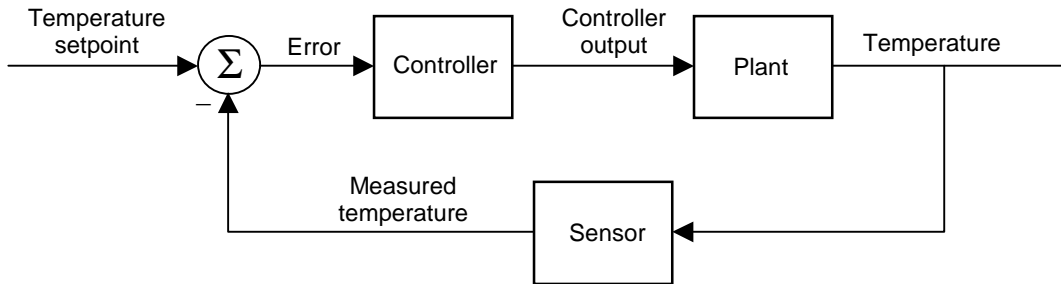 Temperature
setpoint
Σ
−
Error
Controller
Controller
output
Plant
Temperature
Measured
temperature
Sensor